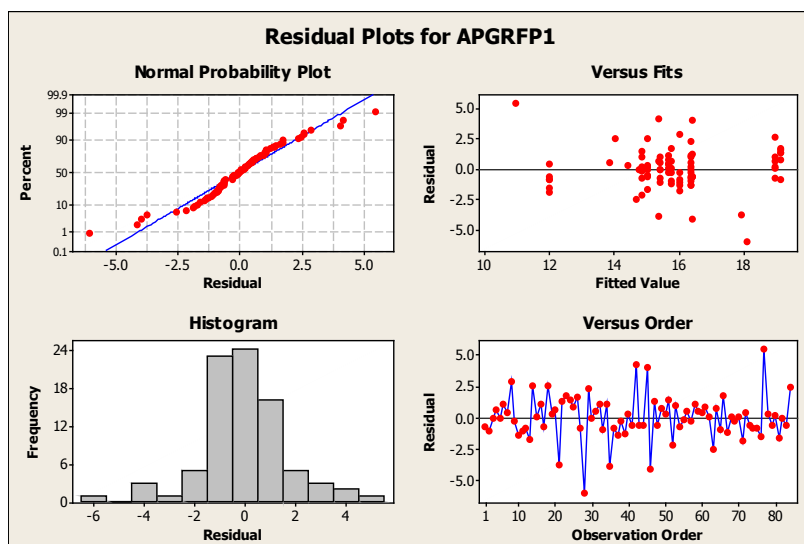 Residual Plots for APGRFP1
Normal Probability Plot
99.9
99
90
50
10
1
0.1
Percent
-5.0 -2.5 0.0 2.5 5.0
Residual
Versus Fits
5.0
2.5
0.0
-2.5
-5.0
Residual
10 12 14 16 18
Fitted Value
Histogram
24
18
12
6
0
Frequency
-6 -4 -2 0 2 4
Residual
Versus Order
5.0
2.5
0.0
-2.5
-5.0
Residual
1 10 20 30 40 50 60 70 80
Observation Order